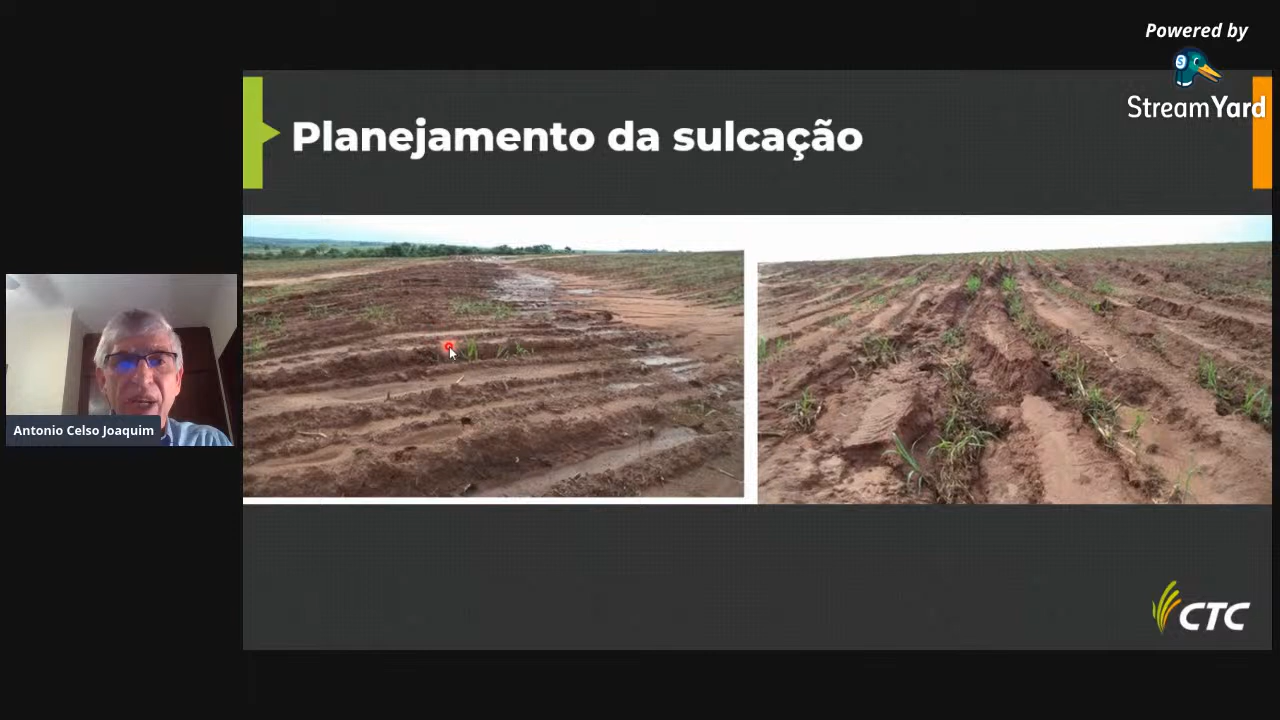 Powered by
StreamYard
Planejamento da sulcação
Antonio Celso Joaquim
CTC